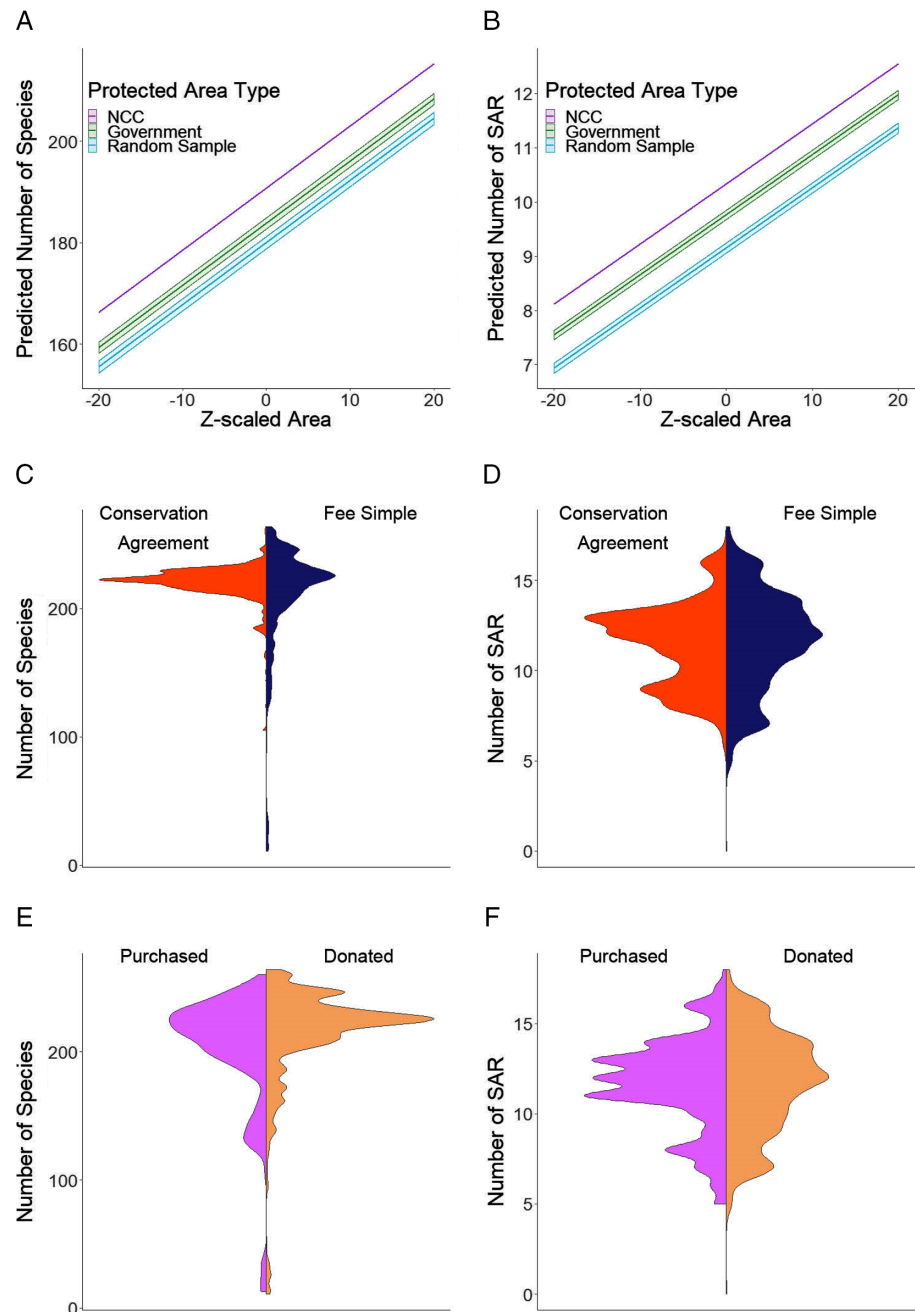 A
Predicted Number of Species
200
180
160
Protected Area Type
NCC
Government
Random Sample
-20
-10
0
10
20
Z-scaled Area
B
Predicted Number of SAR
12
11
10
9
8
7
Protected Area Type
NCC
Government
Random Sample
-20
-10
0
10
20
Z-scaled Area
C
Conservation
Agreement
Fee Simple
Number of Species
200
100
0
D
Conservation
Agreement
Fee Simple
Number of SAR
15
10
5
0
E
Purchased
Donated
Number of Species
200
100
0
F
Purchased
Donated
Number of SAR
15
10
5
0